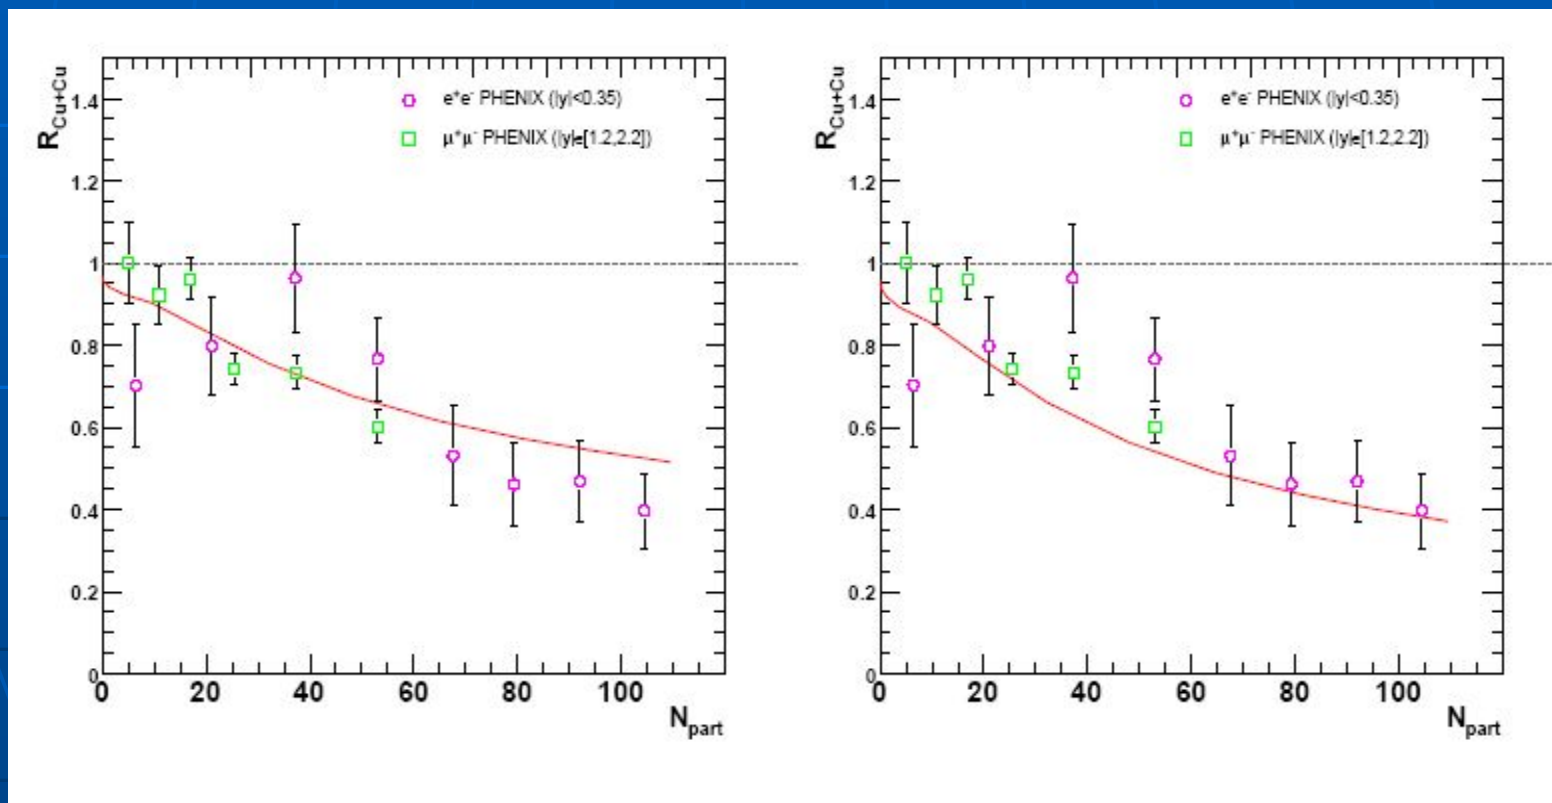 R_Cu+Cu
1.4
1.2
1
0.8
0.6
0.4
0.2
0
0 20 40 60 80 100
N_part
e⁺e⁻ PHENIX (|y|<0.35)
μ⁺μ⁻ PHENIX (|y|ϵ[1.2,2.2])
R_Cu+Cu
1.4
1.2
1
0.8
0.6
0.4
0.2
0
0 20 40 60 80 100
N_part
e⁺e⁻ PHENIX (|y|<0.35)
μ⁺μ⁻ PHENIX (|y|ϵ[1.2,2.2])